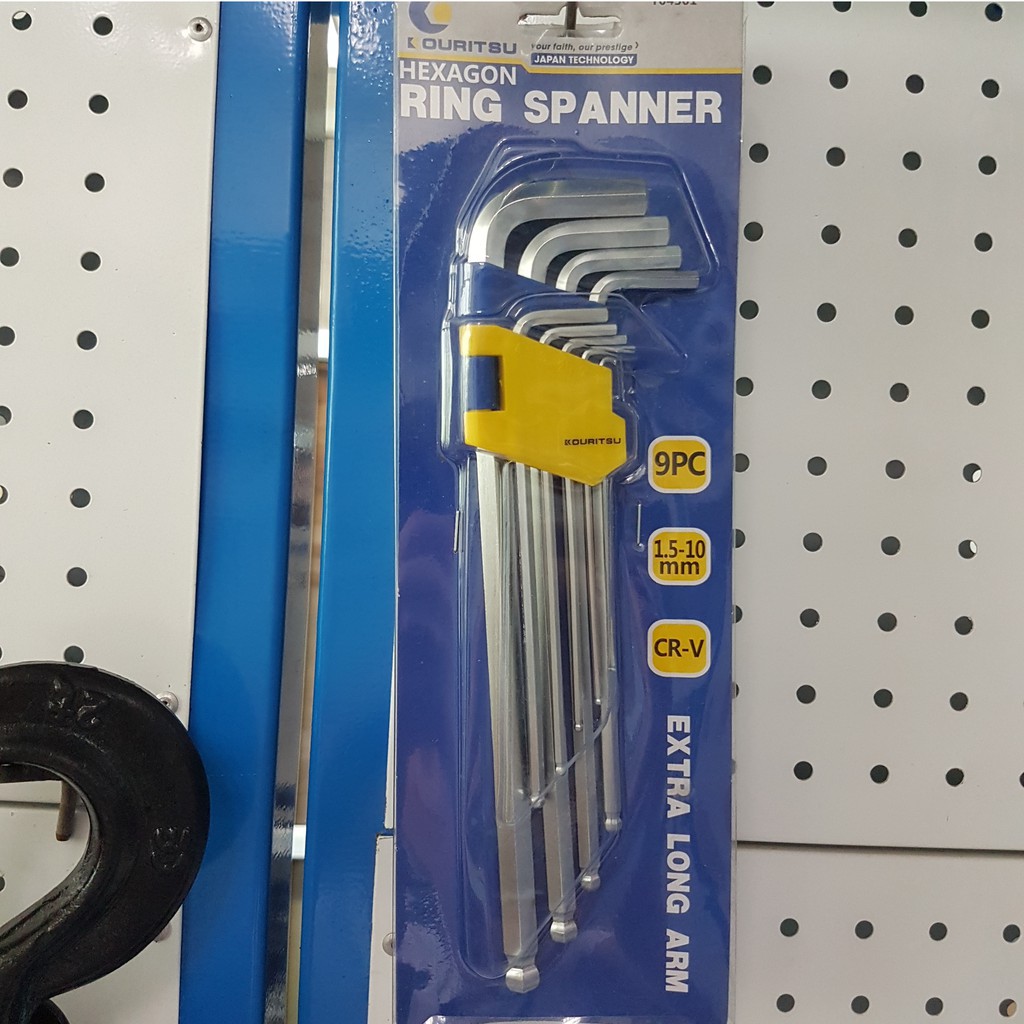 KOURITSU
your faith, our prestige
JAPAN TECHNOLOGY
HEXAGON
RING SPANNER
KOURITSU
9PC
1.5-10
mm
CR-V
EXTRA LONG ARM